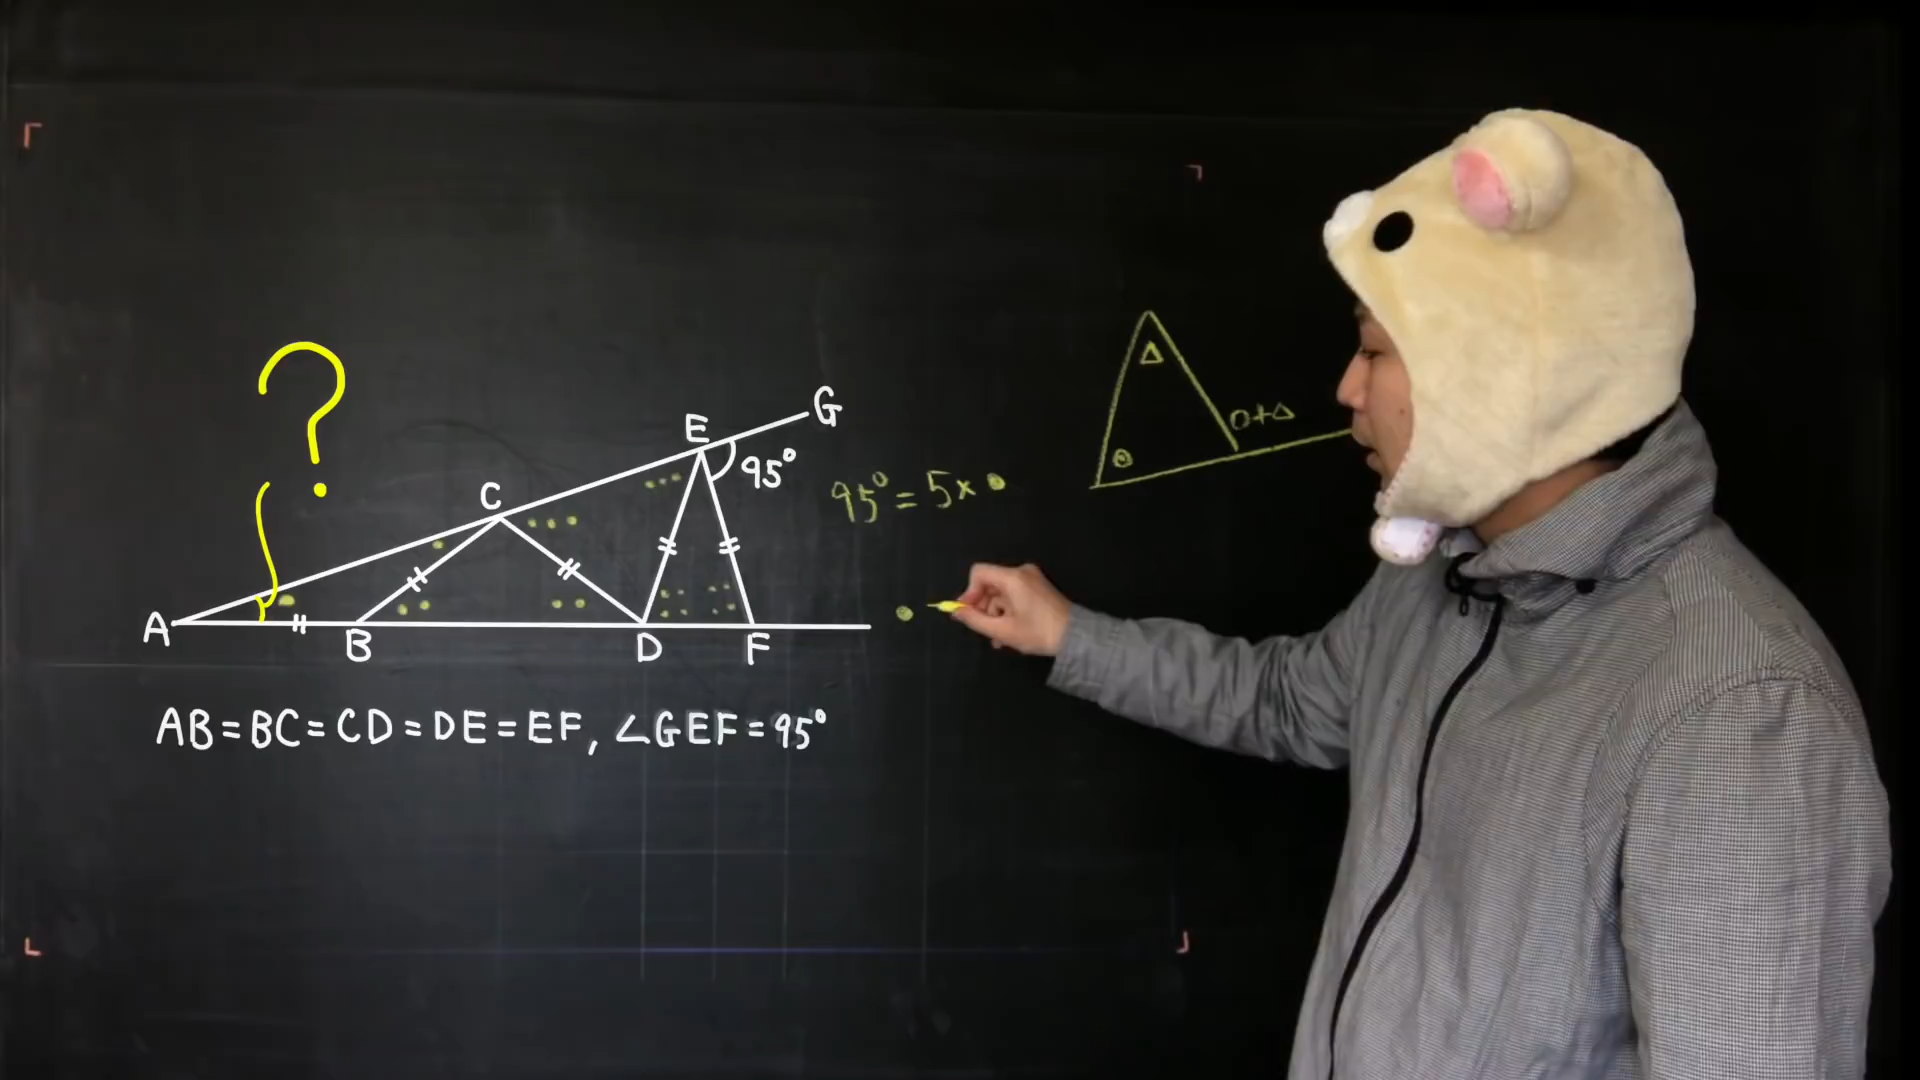 ?
G
E
95°
C
Δ
O+Δ
O
95° = 5×•
A
B
D
F
AB=BC=CD=DE=EF, ∠GEF=95°